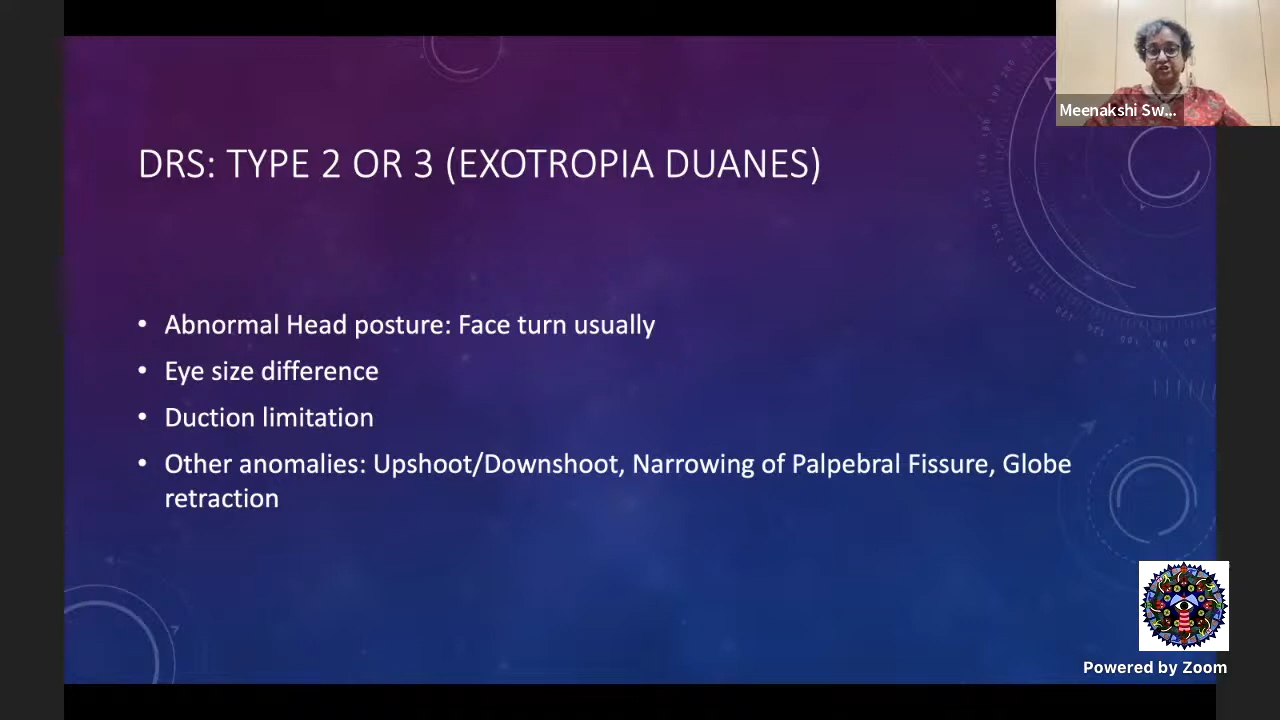 Meenakshi Sw...
DRS: TYPE 2 OR 3 (EXOTROPIA DUANES)
• Abnormal Head posture: Face turn usually
• Eye size difference
• Duction limitation
• Other anomalies: Upshoot/Downshoot, Narrowing of Palpebral Fissure, Globe
retraction
Powered by Zoom